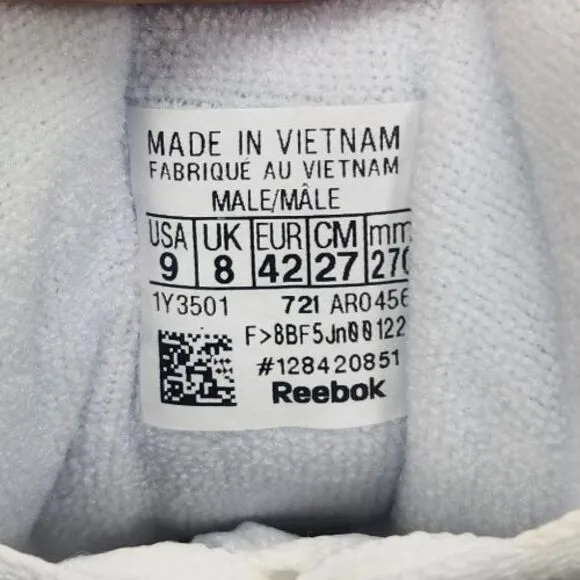 MADE IN VIETNAM
FABRIQUÉ AU VIETNAM
MALE/MÂLE
USA UK EUR CM mm
9 8 42 27 270
1Y3501 721 AR0456
F>8BF5Jn00122
#128420851
Reebok